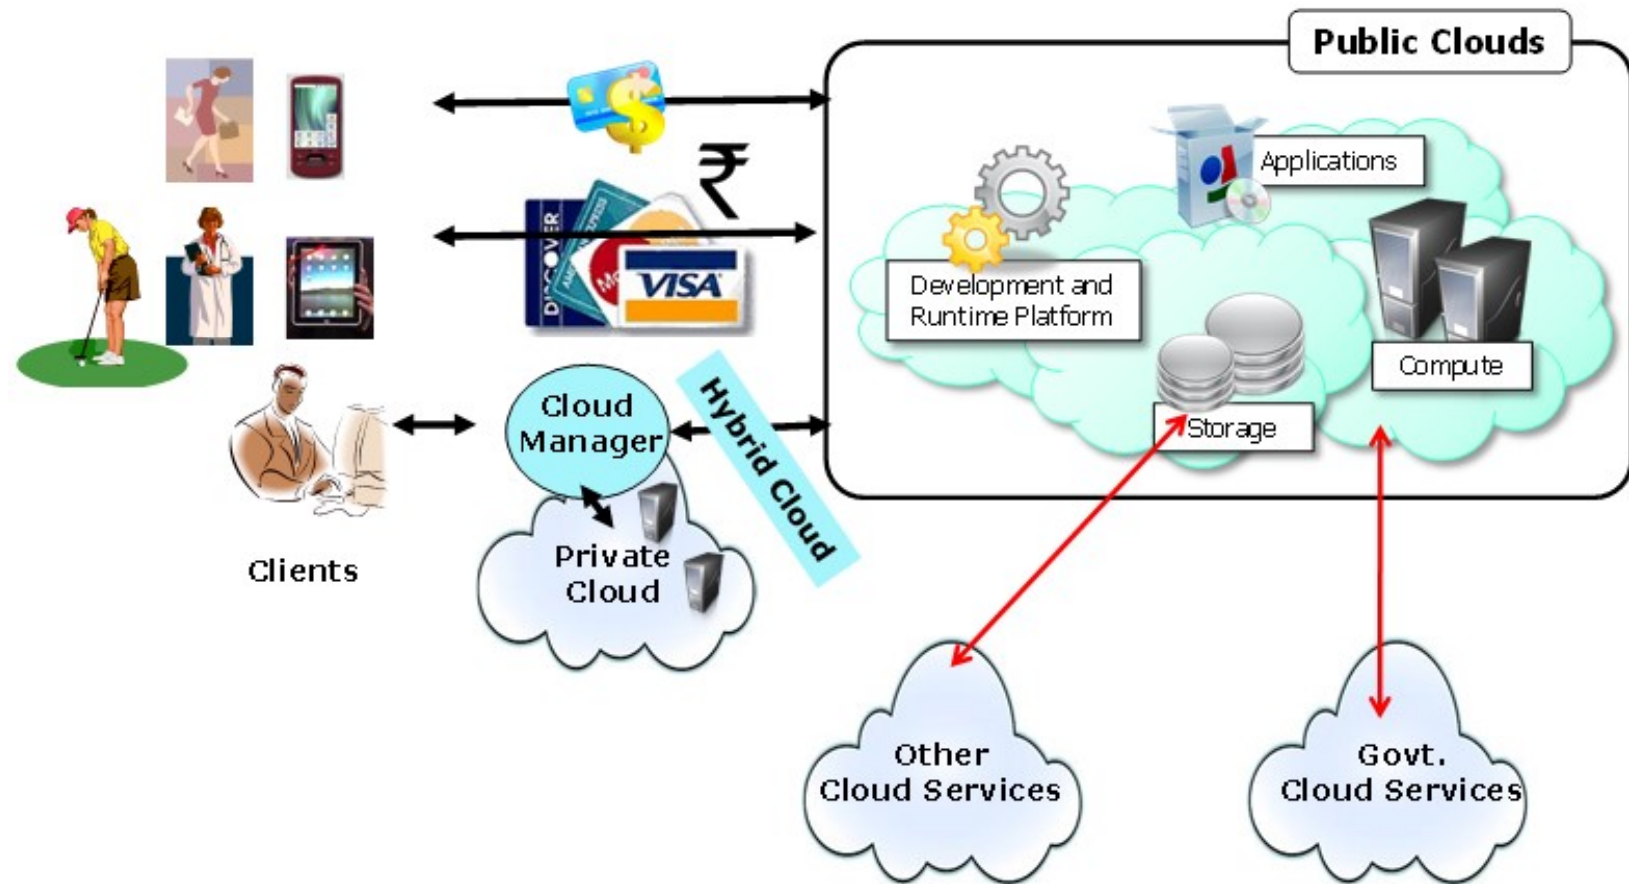 Public Clouds
Applications
Development and
Runtime Platform
Compute
Storage
₹
$
DISCOVER
VISA
Cloud
Manager
Hybrid Cloud
Private
Cloud
Clients
Other
Cloud Services
Govt.
Cloud Services